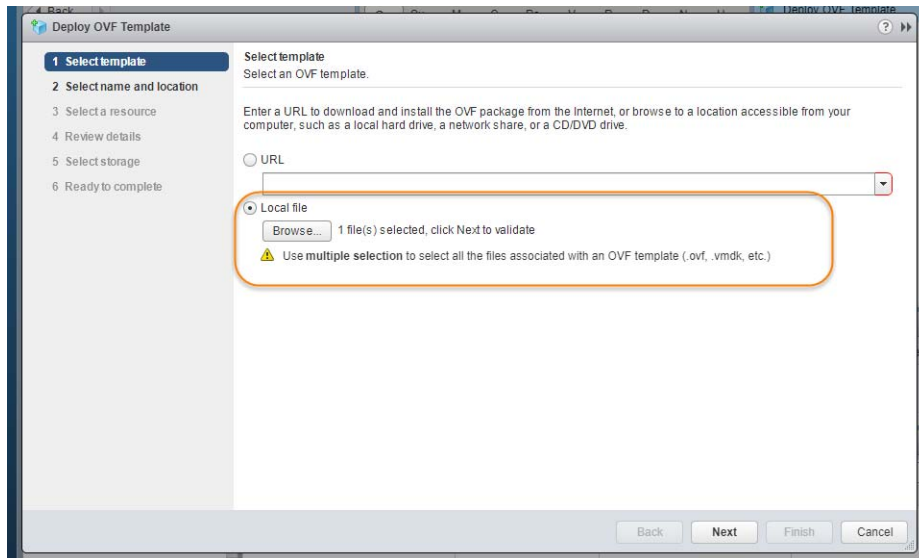 Back
Deploy OVF Template
Deploy OVF Template
1 Select template
2 Select name and location
3 Select a resource
4 Review details
5 Select storage
6 Ready to complete
Select template
Select an OVF template.
Enter a URL to download and install the OVF package from the Internet, or browse to a location accessible from your
computer, such as a local hard drive, a network share, or a CD/DVD drive.
URL
Local file
Browse... 1 file(s) selected, click Next to validate
Use multiple selection to select all the files associated with an OVF template (.ovf, .vmdk, etc.)
Back Next Finish Cancel